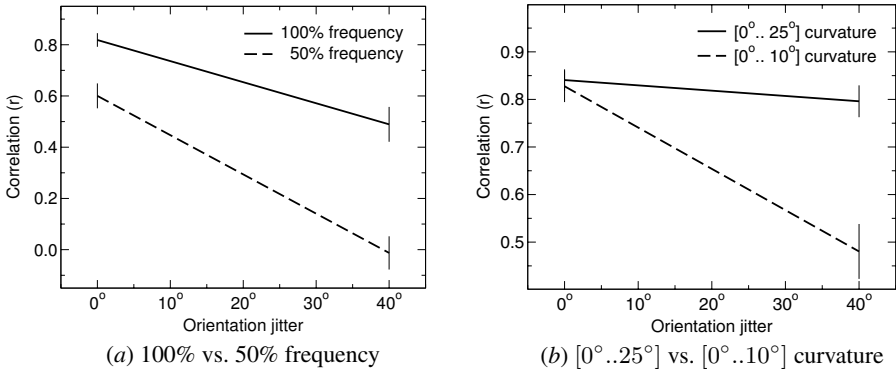 100% frequency
50% frequency
0.8
0.6
0.4
0.2
0.0
Correlation (r)
0° 10° 20° 30° 40°
Orientation jitter
(a) 100% vs. 50% frequency
[0°.. 25°] curvature
[0°.. 10°] curvature
0.9
0.8
0.7
0.6
0.5
Correlation (r)
0° 10° 20° 30° 40°
Orientation jitter
(b) [0°..25°] vs. [0°..10°] curvature